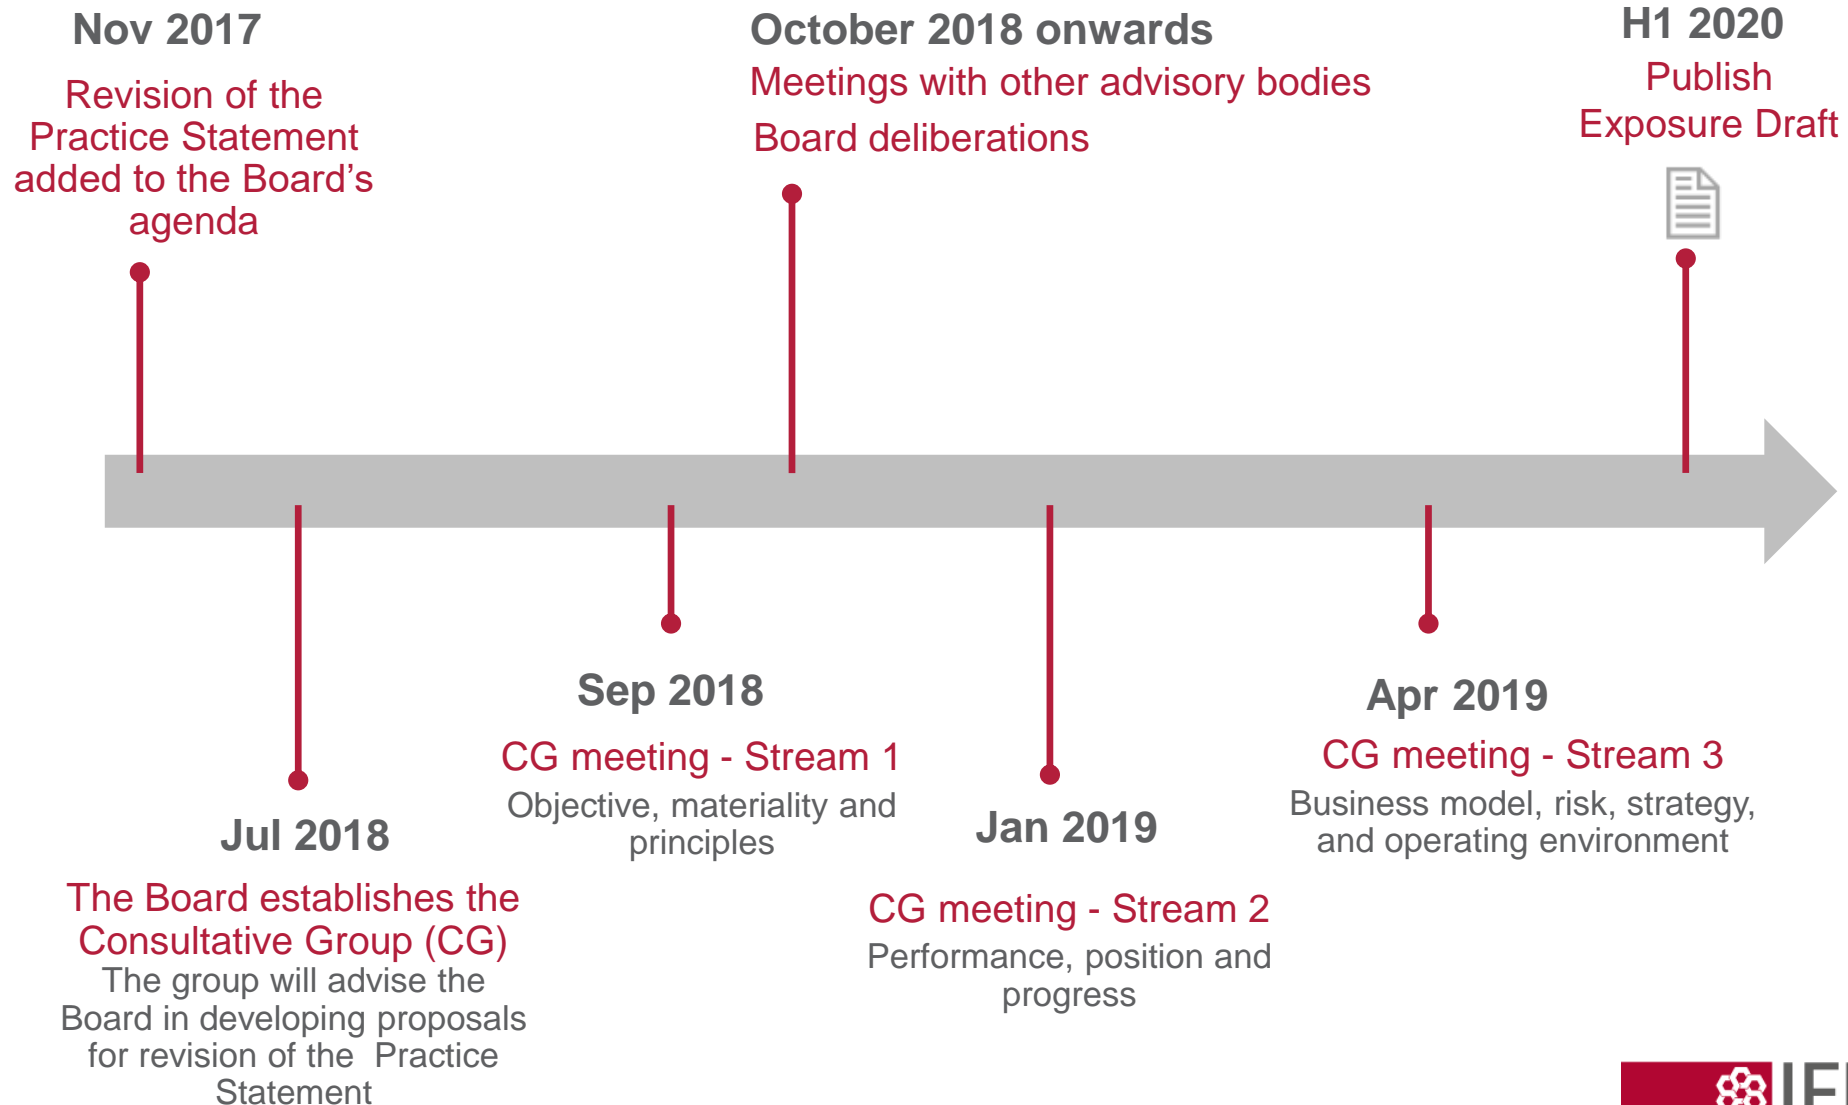 Nov 2017
Revision of the
Practice Statement
added to the Board's
agenda
October 2018 onwards
Meetings with other advisory bodies
Board deliberations
H1 2020
Publish
Exposure Draft
Jul 2018
The Board establishes the
Consultative Group (CG)
The group will advise the
Board in developing proposals
for revision of the Practice
Statement
Sep 2018
CG meeting - Stream 1
Objective, materiality and
principles
Jan 2019
CG meeting - Stream 2
Performance, position and
progress
Apr 2019
CG meeting - Stream 3
Business model, risk, strategy,
and operating environment